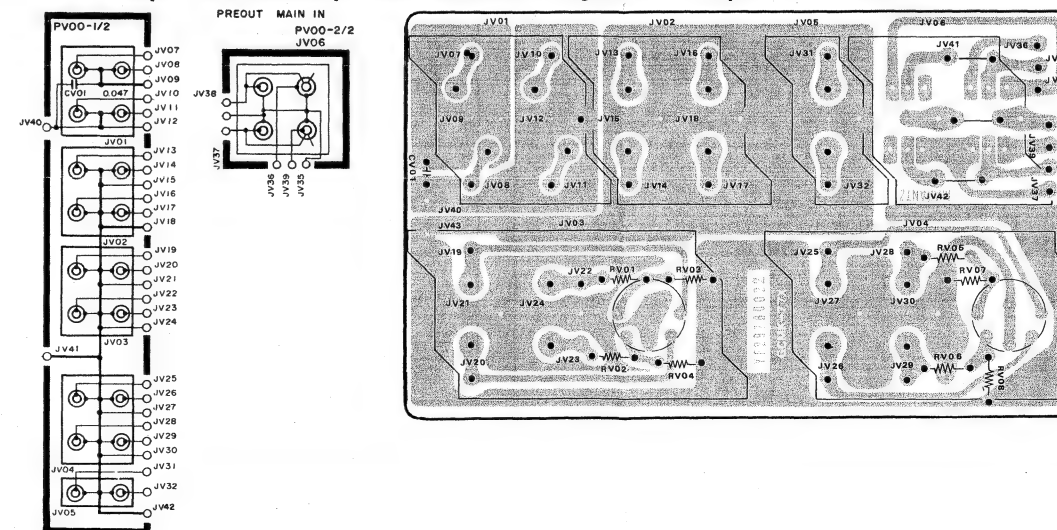 PREOUT MAIN IN
PV00-2/2
JV06
JV38
JV37
JV36
JV39
JV35
PV00-1/2
JV07
JV08
JV09
CV01 0.047
JV10
JV11
JV40
JV12
JV01
JV13
JV14
JV15
JV16
JV17
JV18
JV02
JV19
JV20
JV21
JV22
JV23
JV24
JV03
JV41
JV25
JV26
JV27
JV28
JV29
JV30
JV04
JV31
JV32
JV05
JV42
JV01 JV02 JV05 JV06
JV07 JV10 JV13 JV16 JV31 JV41 JV36
JV09 JV12 JV15 JV18
JV39
CV01
JV08 JV11 JV14 JV17 JV32 JV42 JV37
JV40
JV43 JV03 JV04
JV19 JV22 RV01 RV03 JV25 JV28 RV05 RV07
JV21 JV24 JV27 JV30
JV20 JV23 RV02 RV04 JV26 JV29 RV06 RV08